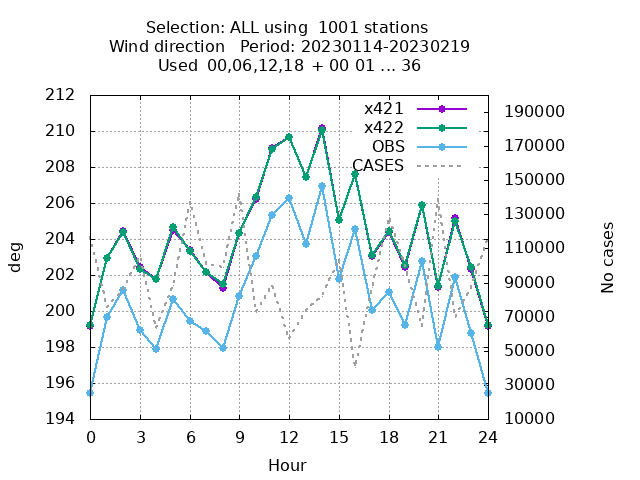 Selection: ALL using  1001 stations
Wind direction   Period: 20230114-20230219
Used  00,06,12,18  + 00 01 ... 36
x421
x422
OBS
CASES
212
210
208
206
204
202
200
198
196
194
190000
170000
150000
130000
110000
90000
70000
50000
30000
10000
deg
No cases
0 3 6 9 12 15 18 21 24
Hour